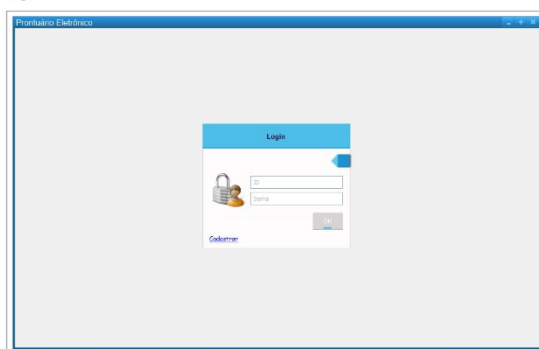 Prontuário Eletrônico
Login
ID
Senha
OK
Cadastrar